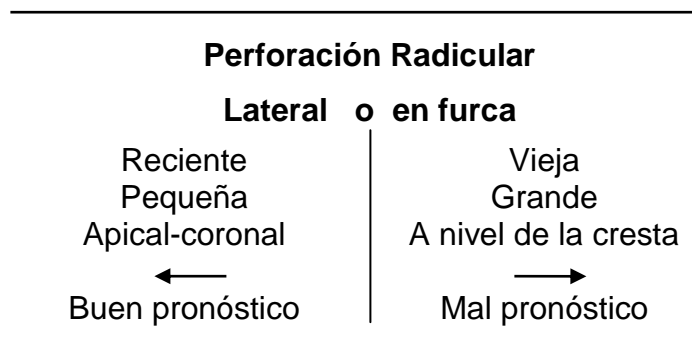 Perforación Radicular
Lateral o en furca
Reciente Vieja
Pequeña Grande
Apical-coronal A nivel de la cresta
Buen pronóstico Mal pronóstico